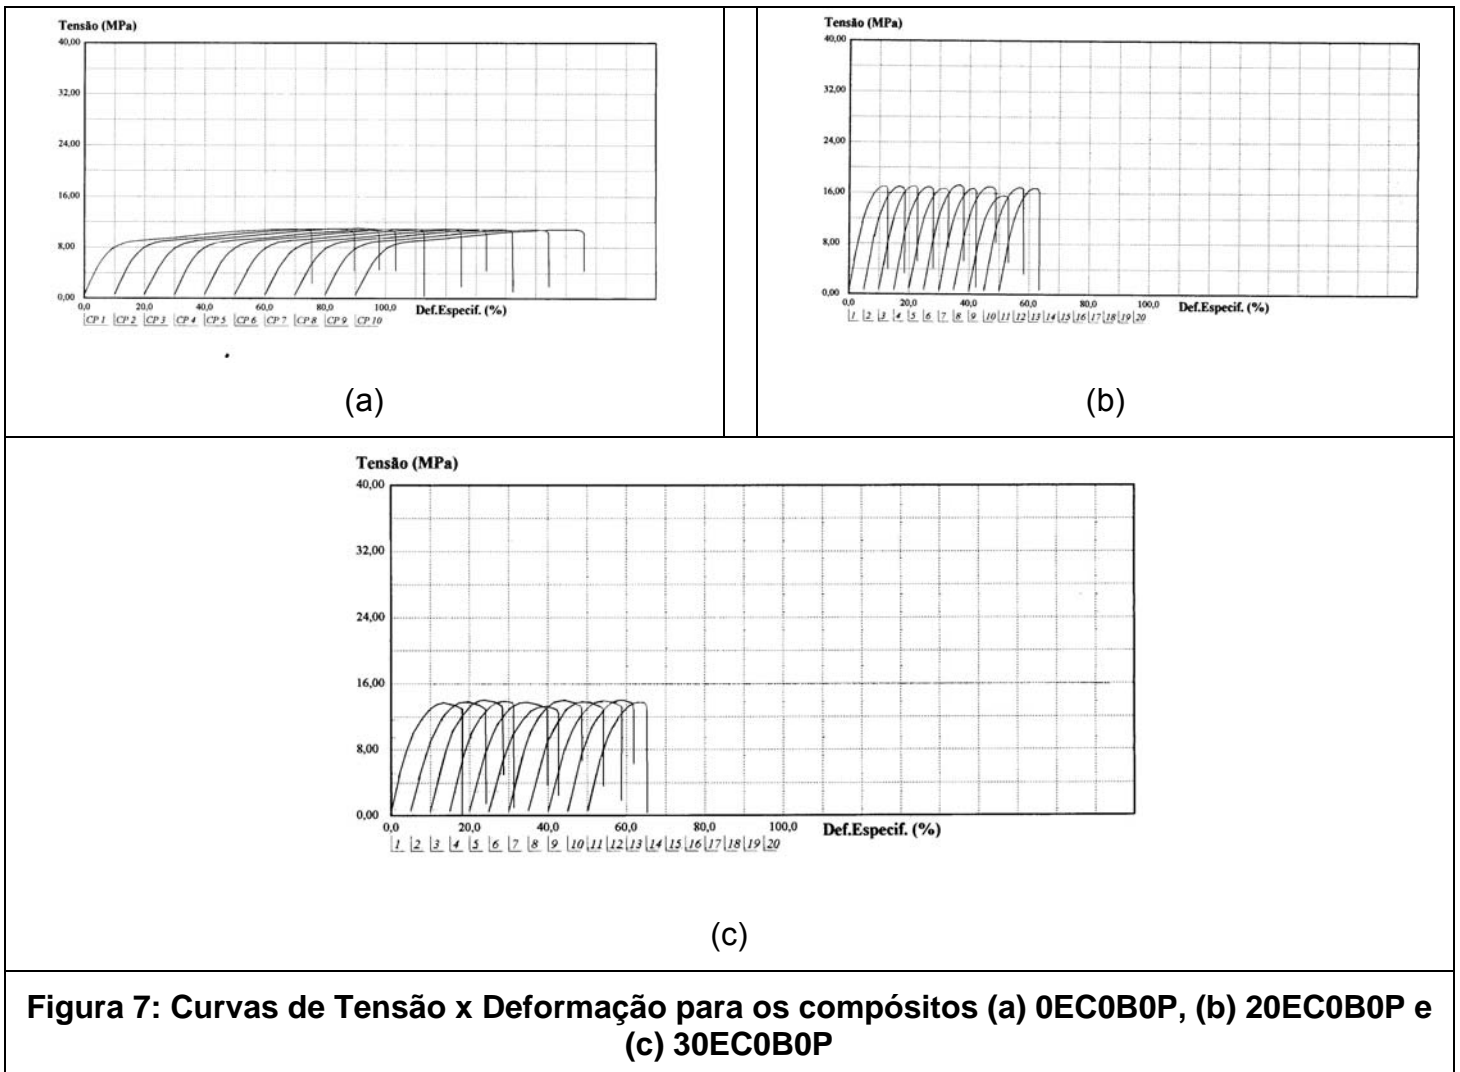 Tensão (MPa)
40,00
32,00
24,00
16,00
8,00
0,00
0,0 20,0 40,0 60,0 80,0 100,0 Def.Especif. (%)
CP 1 CP 2 CP 3 CP 4 CP 5 CP 6 CP 7 CP 8 CP 9 CP 10
(a)
Tensão (MPa)
40,00
32,00
24,00
16,00
8,00
0,00
0,0 20,0 40,0 60,0 80,0 100,0 Def.Especif. (%)
1 2 3 4 5 6 7 8 9 10 11 12 13 14 15 16 17 18 19 20
(b)
Tensão (MPa)
40,00
32,00
24,00
16,00
8,00
0,00
0,0 20,0 40,0 60,0 80,0 100,0 Def.Especif. (%)
1 2 3 4 5 6 7 8 9 10 11 12 13 14 15 16 17 18 19 20
(c)
Figura 7: Curvas de Tensão x Deformação para os compósitos (a) 0EC0B0P, (b) 20EC0B0P e
(c) 30EC0B0P